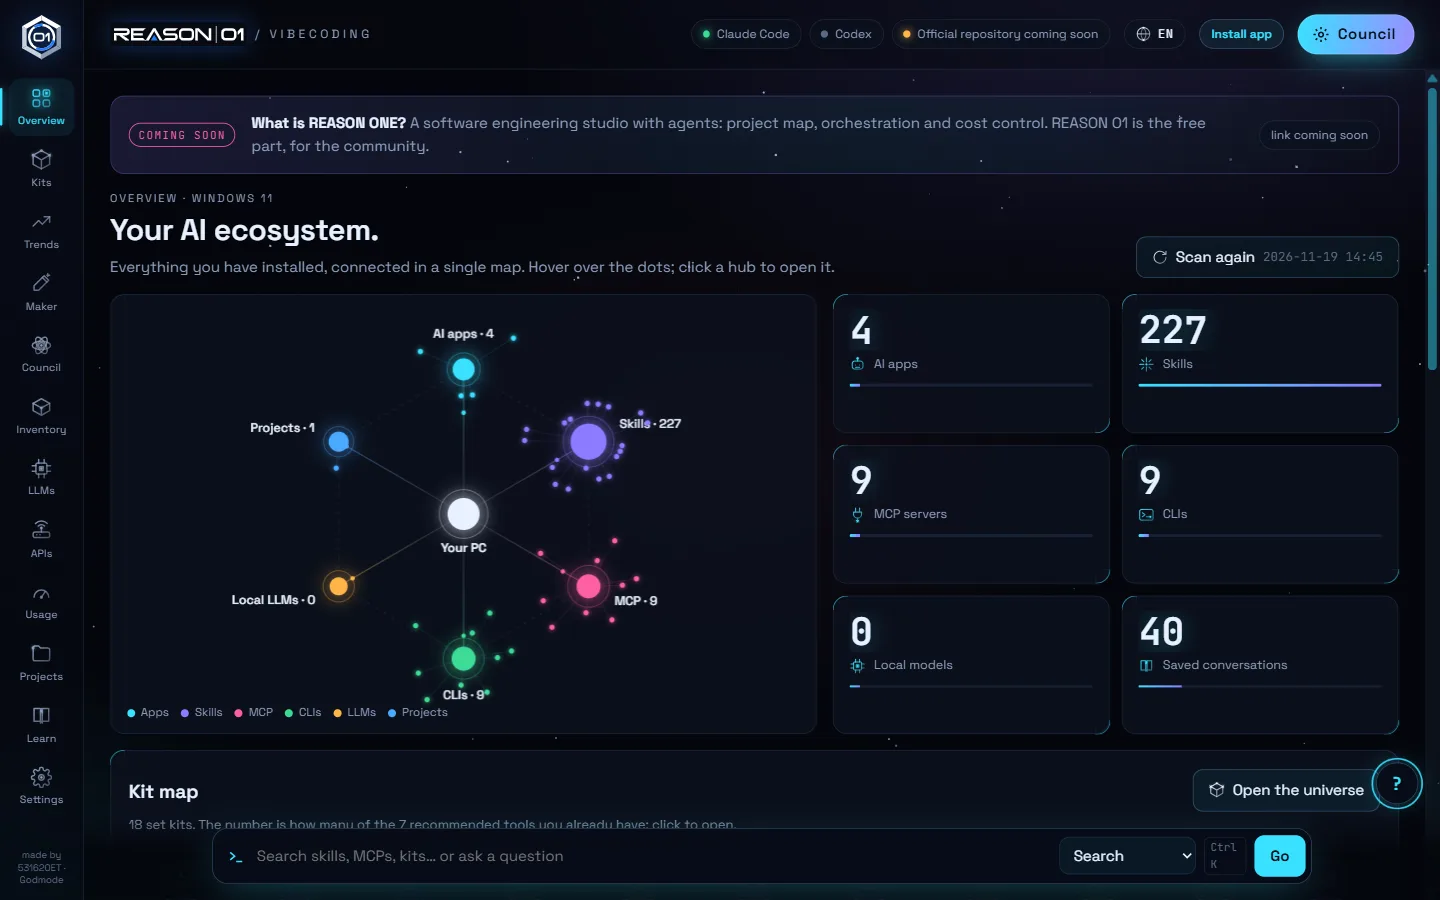 01
REASON|01 / VIBECODING
Claude Code
Codex
Official repository coming soon
EN
Install app
Council
Overview
Kits
Trends
Maker
Council
Inventory
LLMs
APIs
Usage
Projects
Learn
Settings
made by
531620ET ·
Godmode
COMING SOON
What is REASON ONE? A software engineering studio with agents: project map, orchestration and cost control. REASON 01 is the free
part, for the community.
link coming soon
OVERVIEW · WINDOWS 11
Your AI ecosystem.
Everything you have installed, connected in a single map. Hover over the dots; click a hub to open it.
Scan again 2026-11-19 14:45
AI apps · 4
Projects · 1
Skills · 227
Your PC
Local LLMs · 0
MCP · 9
CLIs · 9
Apps
Skills
MCP
CLIs
LLMs
Projects
4
AI apps
227
Skills
9
MCP servers
9
CLIs
0
Local models
40
Saved conversations
Kit map
18 set kits. The number is how many of the 7 recommended tools you already have; click to open.
Open the universe
?
Search skills, MCPs, kits… or ask a question
Search
Ctrl
K
Go